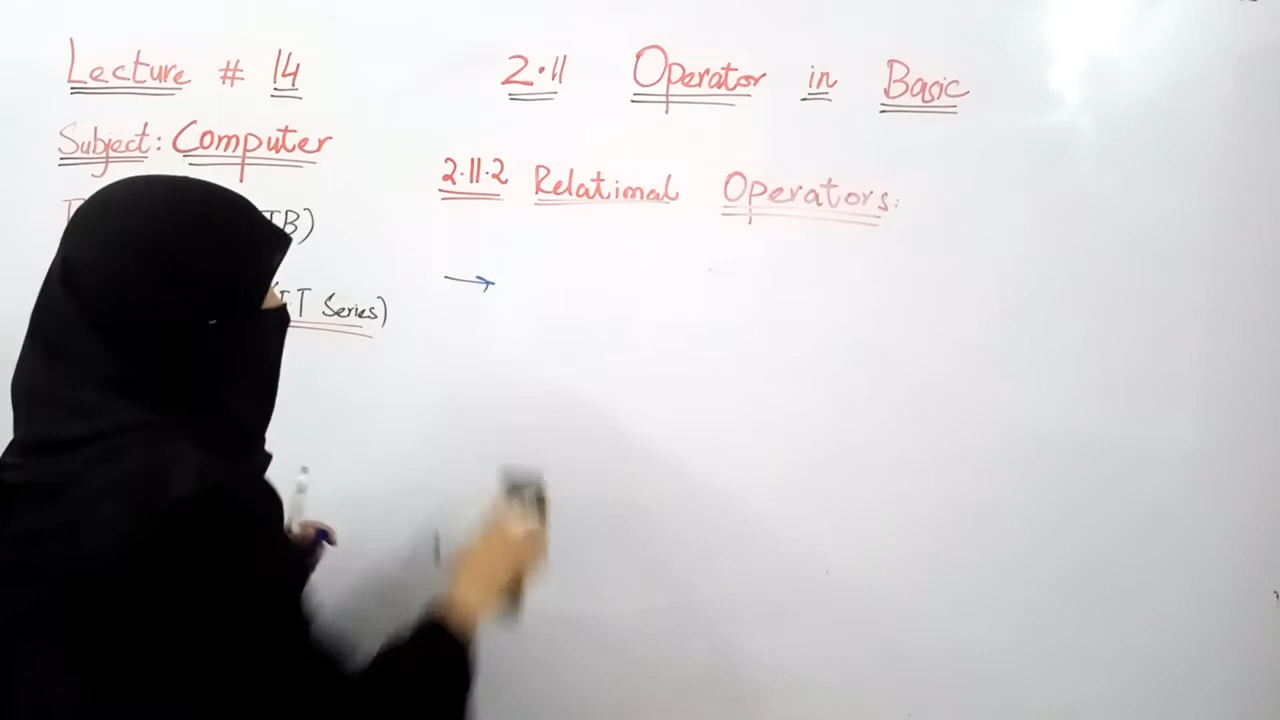 Lecture # 14
2.11 Operator in Basic
Subject: Computer
2.11.2 Relational Operators:
TB)
I.T Series)
→